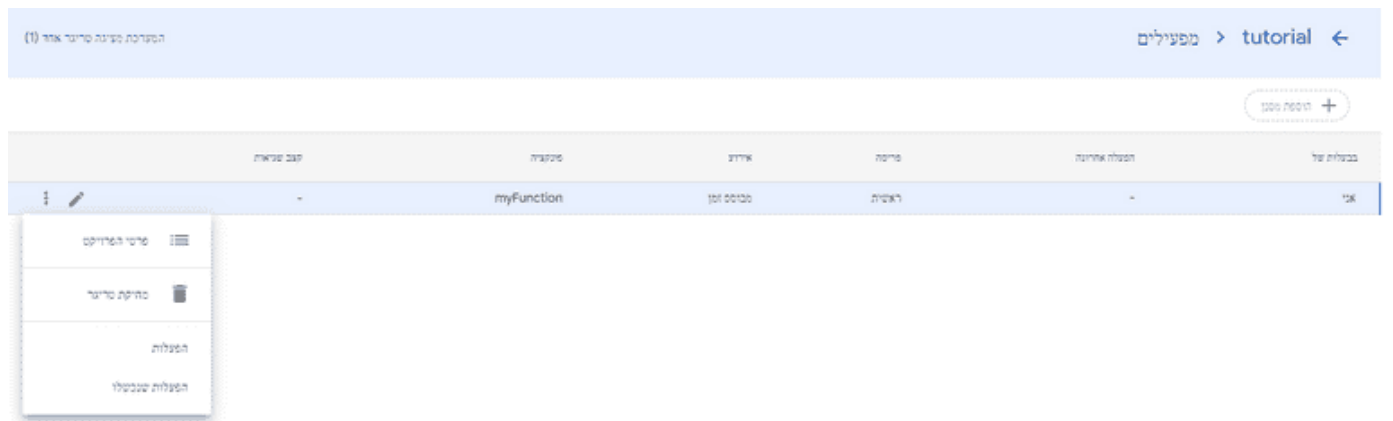 tutorial > מפעילים
המערכת מציגה טריגר אחד (1)
הוספת מסנן
בבעלות של הפעלה אחרונה פריסה אירוע פונקציה קצב שגיאות
אני - ראשית מבוסס זמן myFunction -
פרטי הפרויקט
מחיקת טריגר
הפעלות
הפעלות שנכשלו